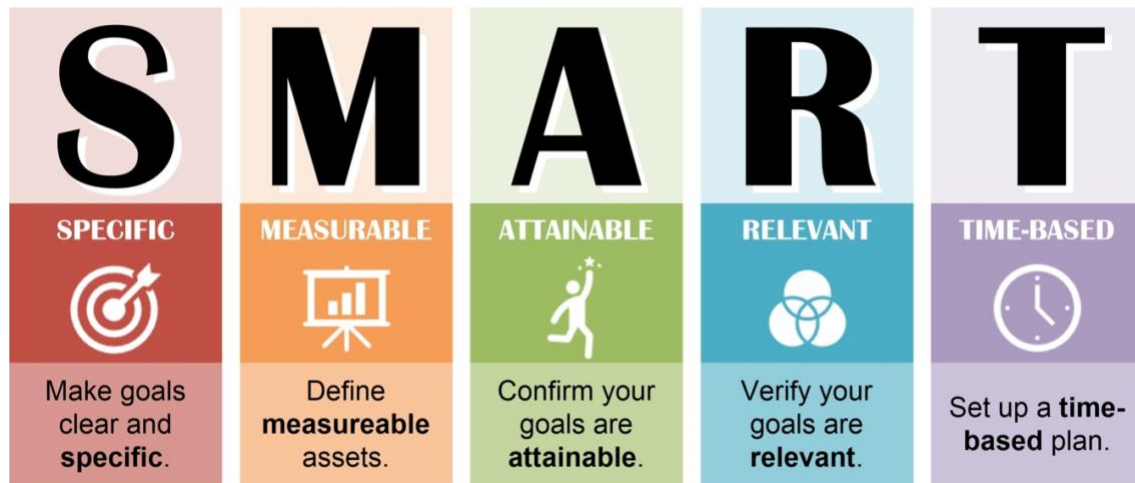 S
SPECIFIC
Make goals
clear and
specific.
M
MEASURABLE
Define
measureable
assets.
A
ATTAINABLE
Confirm your
goals are
attainable.
R
RELEVANT
Verify your
goals are
relevant.
T
TIME-BASED
Set up a time-
based plan.